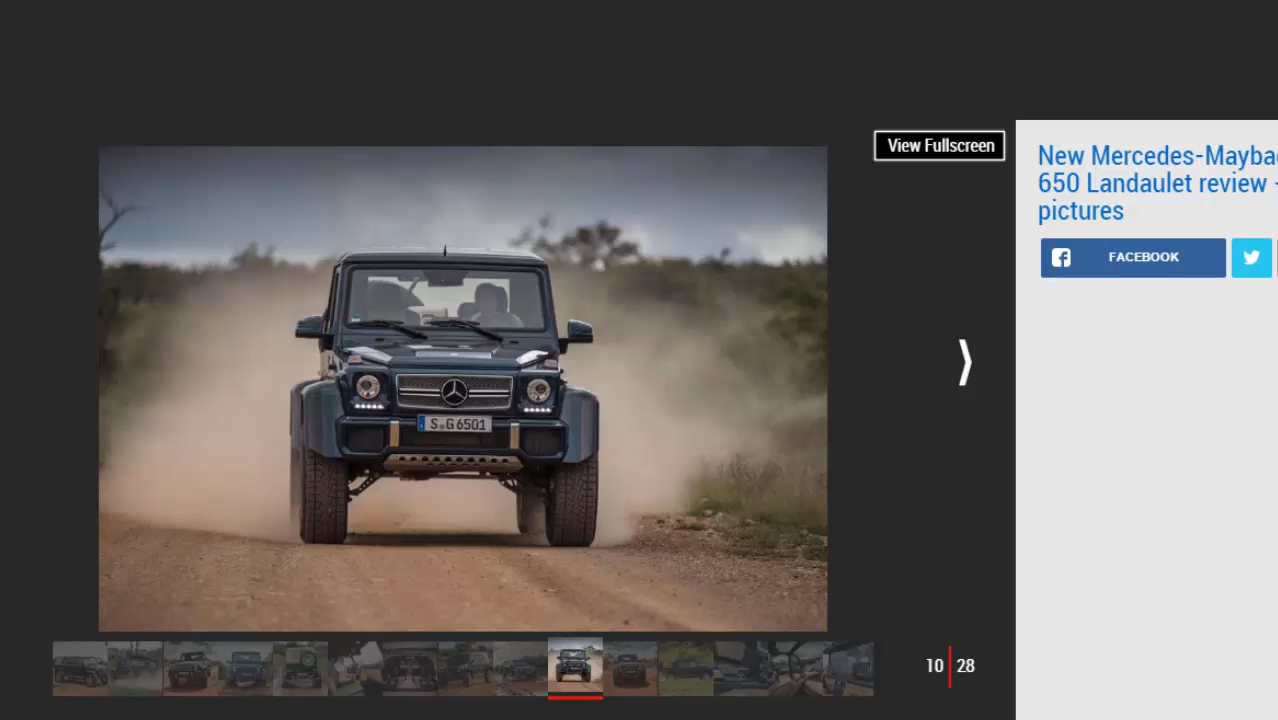 View Fullscreen
New Mercedes-Mayba
650 Landaulet review -
pictures
FACEBOOK
S G 6501
10 28